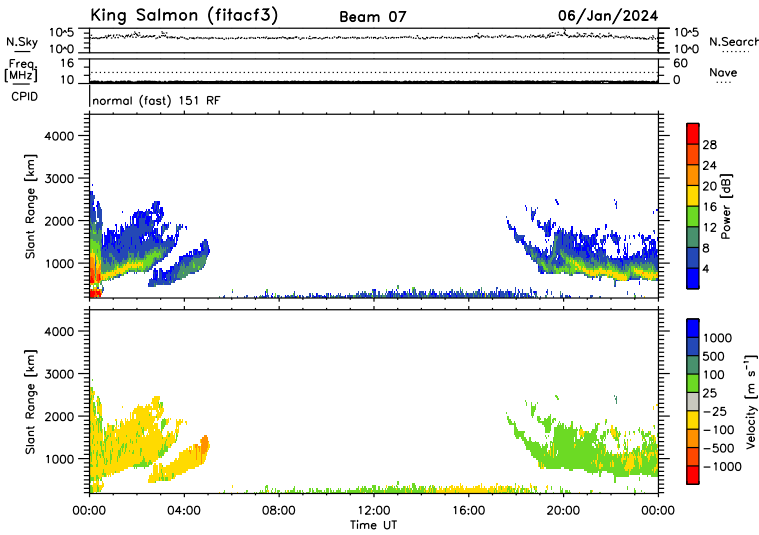 King Salmon (fitacf3) Beam 07 06/Jan/2024
N.Sky 10^5 10^0 10^5 10^0 N.Search
Freq. [MHz] 16 10 60 0 Nave
CPID normal (fast) 151 RF
Slant Range [km] 4000 3000 2000 1000
Power [dB] 28 24 20 16 12 8 4
Slant Range [km] 4000 3000 2000 1000
Velocity [m s⁻¹] 1000 500 100 25 −25 −100 −500 −1000
00:00 04:00 08:00 12:00 16:00 20:00 00:00
Time UT